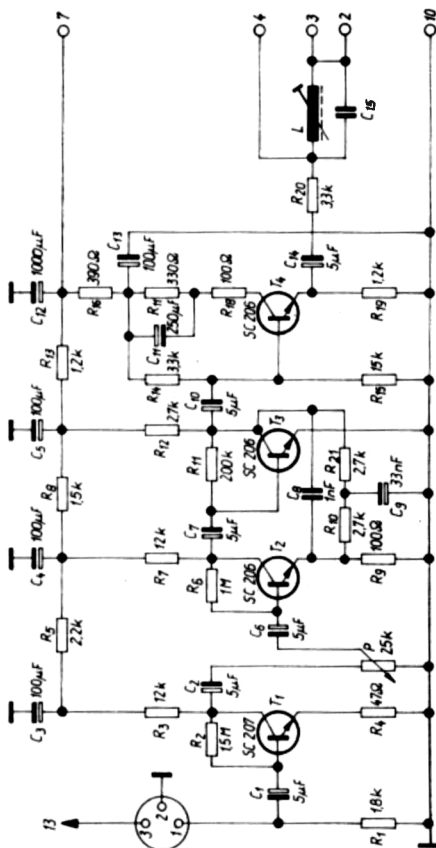 13
3
2
1
C₁
5µF
R₁
1,8k
C₃ 100µF
R₃
12k
R₂
1,5M
C₂
5µF
T₁
SC 207
R₄
47Ω
P
25k
R₅
2,2k
C₄ 100µF
R₇
12k
R₆
1M
C₆
5µF
T₂
SC 206
R₉
100Ω
C₇
5µF
R₈
1,5k
C₅ 100µF
R₁₂
2,7k
R₁₁
200k
T₃
SC 206
C₈
1nF
R₁₀
2,7k
R₂₁
2,7k
C₉
33nF
C₁₀
5µF
R₁₃
1,2k
C₁₂ 1000µF
R₁₆
390Ω
C₁₃
100µF
330Ω
C₁₁
250µF
R₁₄
33k
R₁₈
100Ω
T₄
SC 206
R₁₅
15k
R₁₉
1,2k
C₁₄
5µF
R₂₀
3,3k
L
C₁₅
7
4
3
2
10